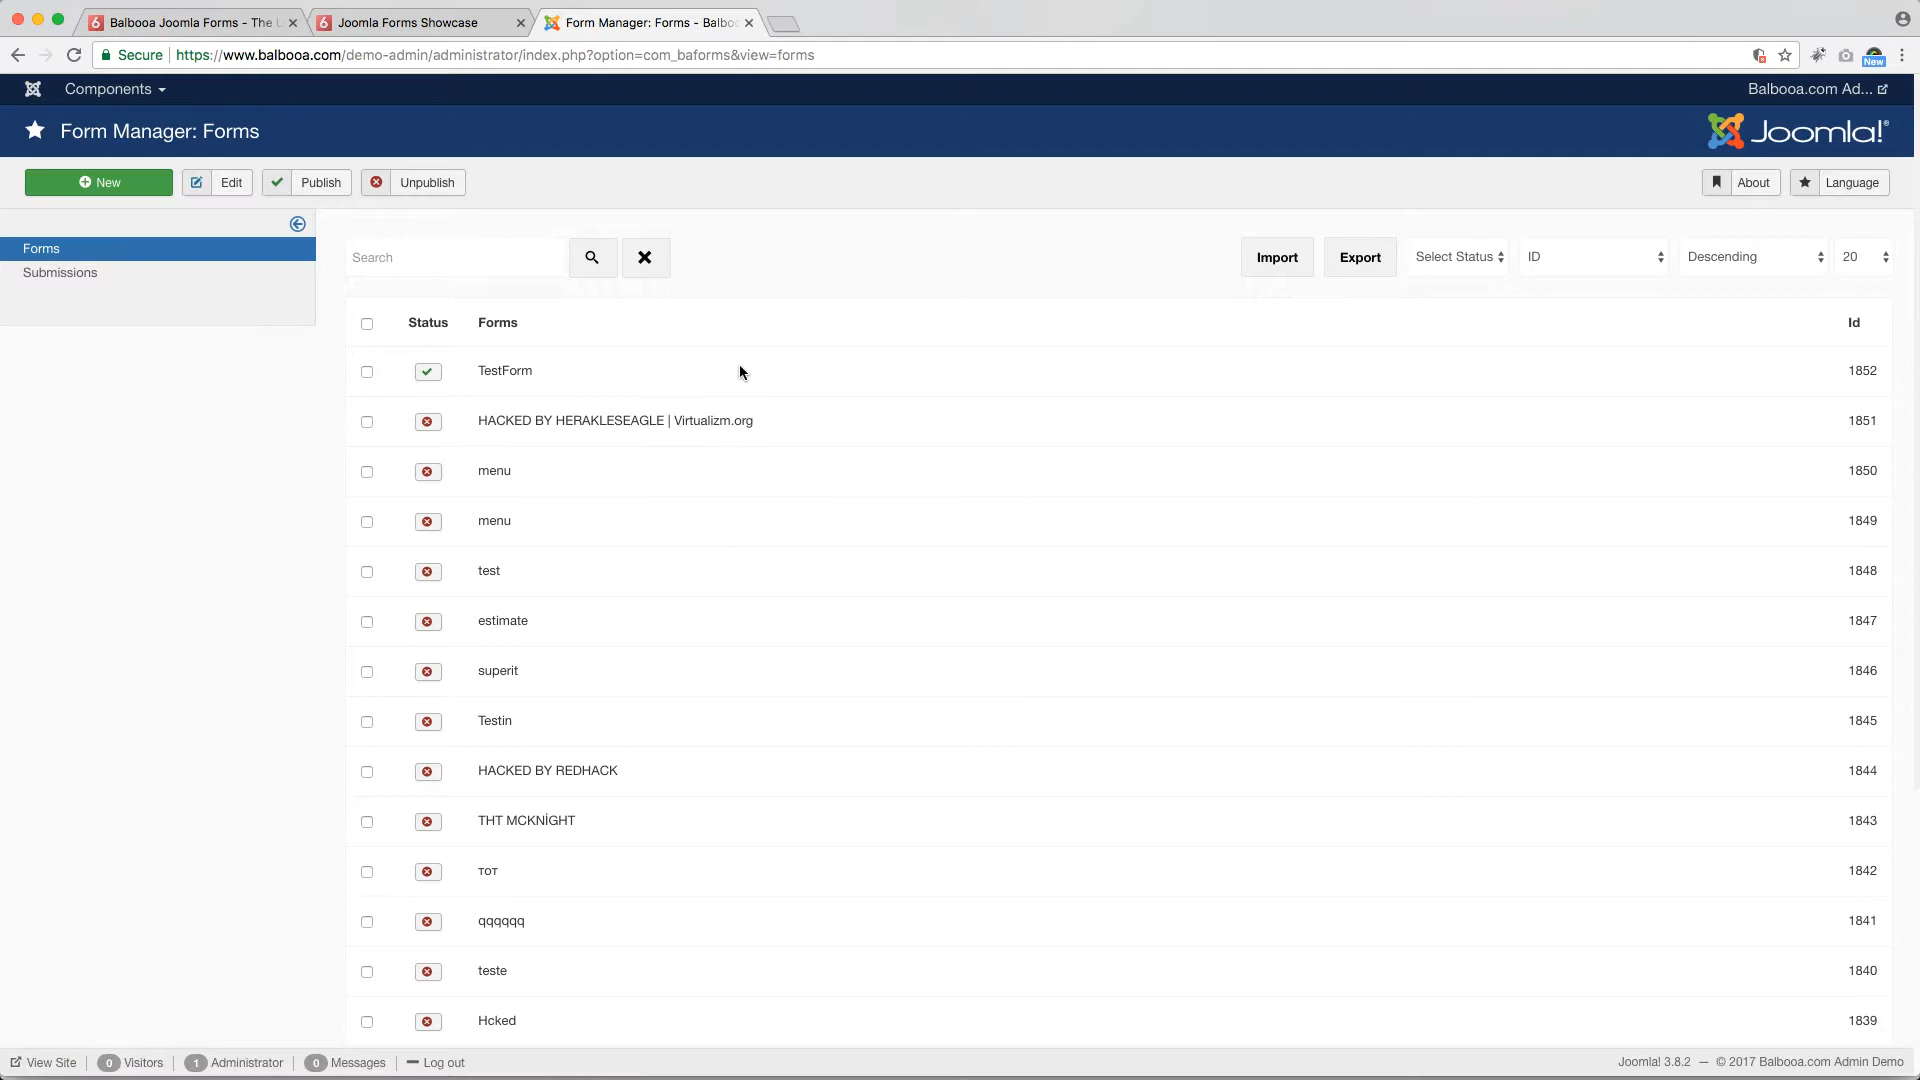 Balbooa Joomla Forms - The U
Joomla Forms Showcase
Form Manager: Forms - Balboo
Secure https://www.balbooa.com/demo-admin/administrator/index.php?option=com_baforms&view=forms
New
Components
Balbooa.com Ad...
Form Manager: Forms
Joomla!®
New
Edit
Publish
Unpublish
About
Language
Forms
Submissions
Search
Import
Export
Select Status
ID
Descending
20
Status Forms Id
TestForm 1852
HACKED BY HERAKLESEAGLE | Virtualizm.org 1851
menu 1850
menu 1849
test 1848
estimate 1847
superit 1846
Testin 1845
HACKED BY REDHACK 1844
THT MCKNİGHT 1843
тот 1842
qqqqqq 1841
teste 1840
Hcked 1839
View Site 0 Visitors 1 Administrator 0 Messages Log out
Joomla! 3.8.2 — © 2017 Balbooa.com Admin Demo